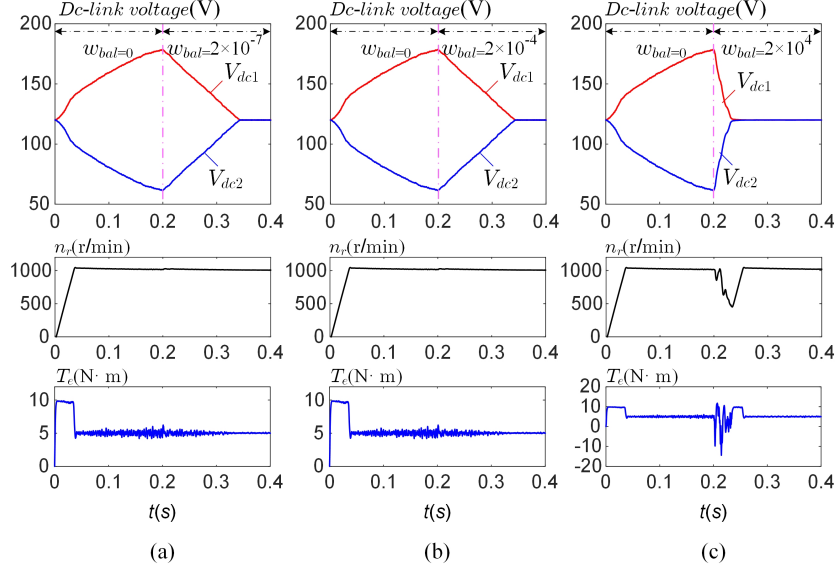 Dc-link voltage(V)
200
150
100
50
w_bal=0
w_bal=2×10^-7
V_dc1
V_dc2
0 0.1 0.2 0.3 0.4
n_r(r/min)
1000
500
0
0 0.1 0.2 0.3 0.4
T_e(N· m)
10
5
0
0 0.1 0.2 0.3 0.4
t(s)
(a)
Dc-link voltage(V)
200
150
100
50
w_bal=0
w_bal=2×10^-4
V_dc1
V_dc2
0 0.1 0.2 0.3 0.4
n_r(r/min)
1000
500
0
0 0.1 0.2 0.3 0.4
T_e(N· m)
10
5
0
0 0.1 0.2 0.3 0.4
t(s)
(b)
Dc-link voltage(V)
200
150
100
50
w_bal=0
w_bal=2×10^4
V_dc1
V_dc2
0 0.1 0.2 0.3 0.4
n_r(r/min)
1000
500
0
0 0.1 0.2 0.3 0.4
T_e(N· m)
20
10
0
-10
-20
0 0.1 0.2 0.3 0.4
t(s)
(c)